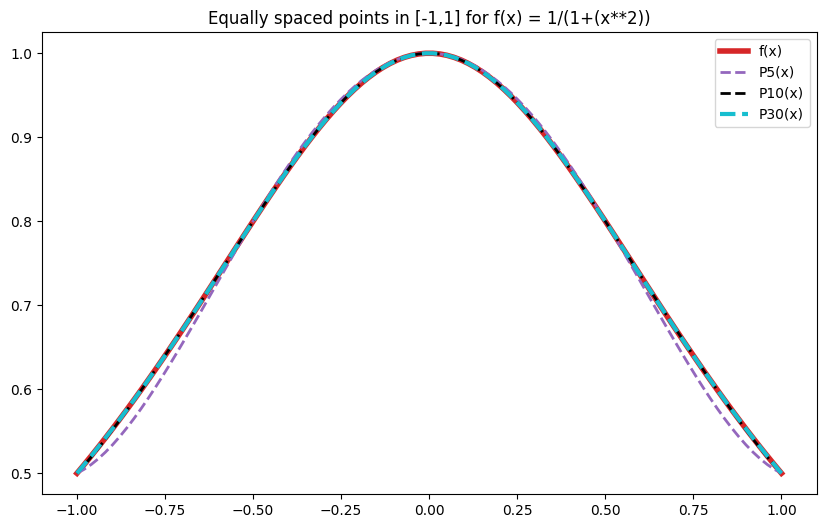 Equally spaced points in [-1,1] for f(x) = 1/(1+(x**2))
f(x)
P5(x)
P10(x)
P30(x)
1.0
0.9
0.8
0.7
0.6
0.5
−1.00 −0.75 −0.50 −0.25 0.00 0.25 0.50 0.75 1.00